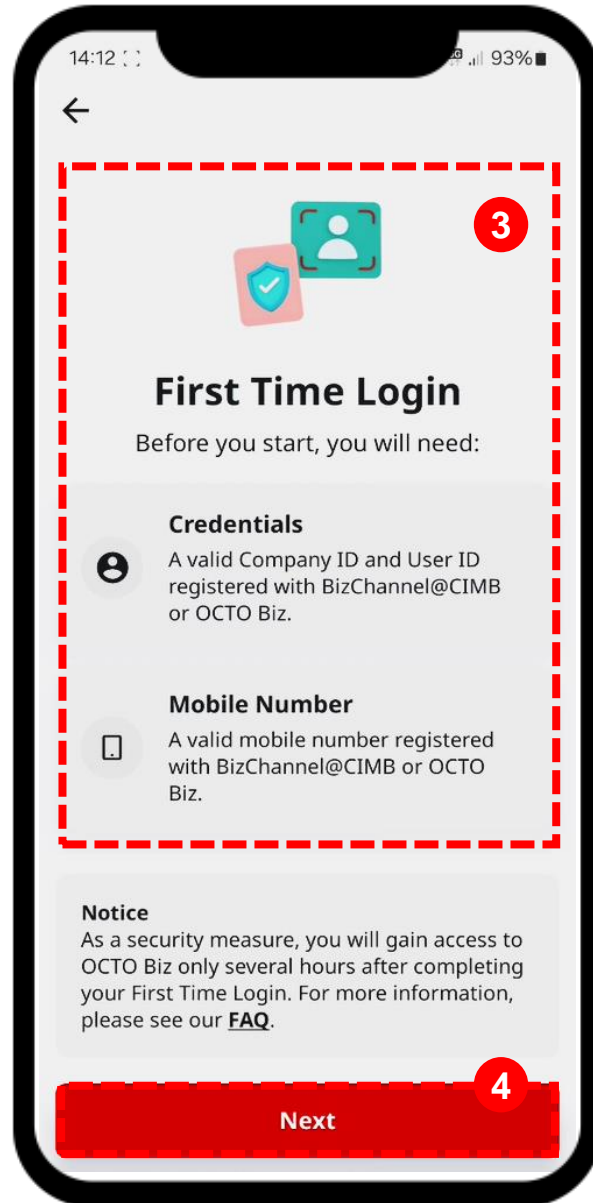 14:12
93%
3
First Time Login
Before you start, you will need:
Credentials
A valid Company ID and User ID
registered with BizChannel@CIMB
or OCTO Biz.
Mobile Number
A valid mobile number registered
with BizChannel@CIMB or OCTO
Biz.
Notice
As a security measure, you will gain access to
OCTO Biz only several hours after completing
your First Time Login. For more information,
please see our FAQ.
4
Next